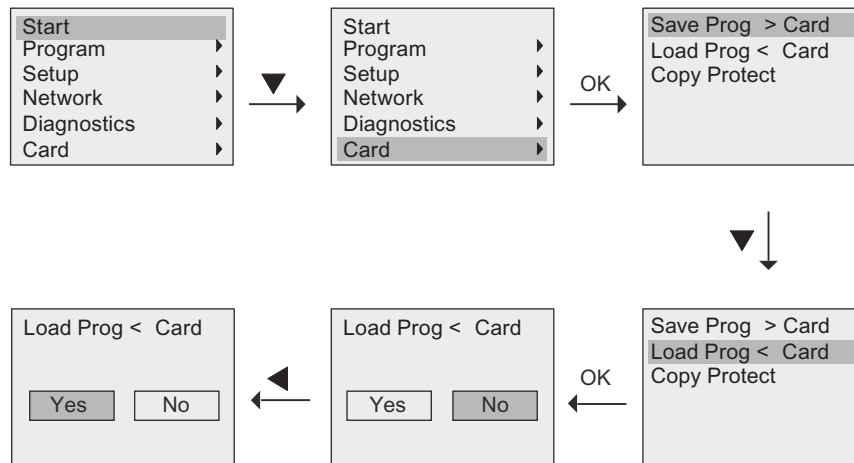 Start
Program
Setup
Network
Diagnostics
Card
Start
Program
Setup
Network
Diagnostics
Card
OK
Save Prog > Card
Load Prog < Card
Copy Protect
Save Prog > Card
Load Prog < Card
Copy Protect
OK
Load Prog < Card
Yes No
Load Prog < Card
Yes No